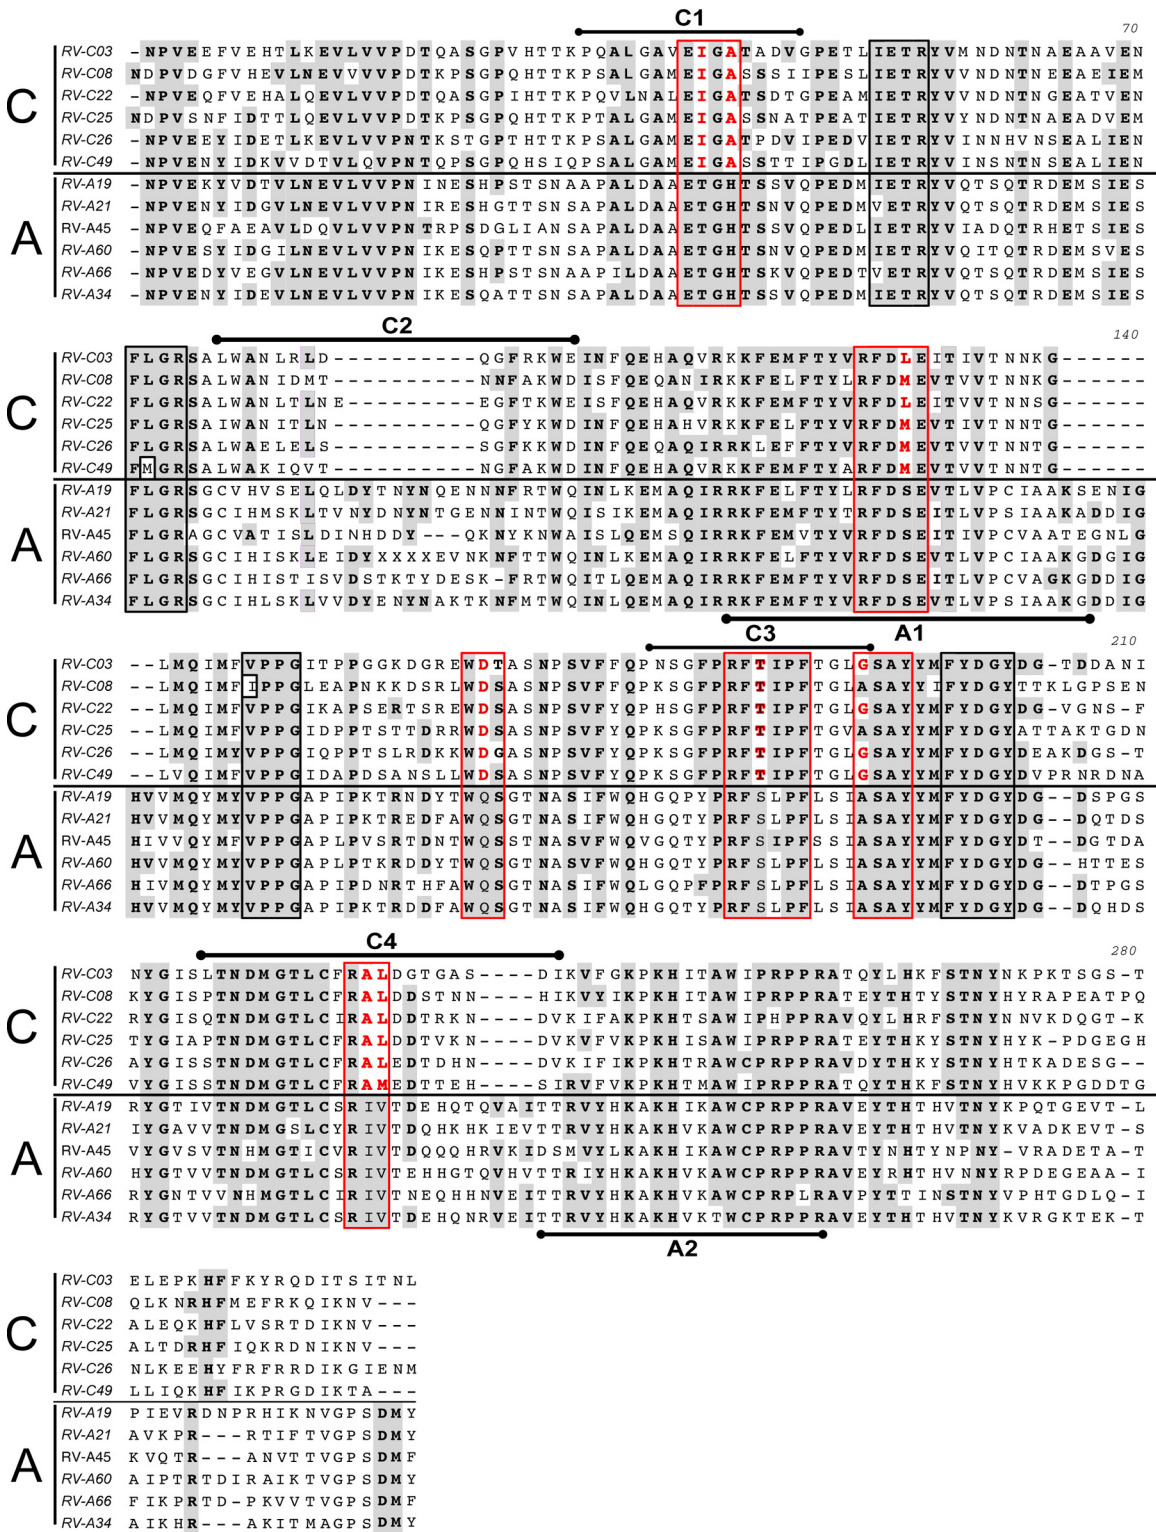 C1
70
RV-C03 -NPVEEFVEHTLKEVLVVPDTQASGPVHTTKPQALGAVEIGATADVGPETLIETRYVMNDNTNAEAAVEN
RV-C08 NDPVDGFVHEVLNEVVVVPDTKPSGPQHTTKPSALGAMEIGASSSIIPESLIETRYVVNDNTNEEAEIEM
C
RV-C22 -NPVEQFVEHALQEVLVVPDTQASGPIHTTKPQVLNALEIGATSDTGPEAMIETRYVVNDNTNGEATVEN
RV-C25 NDPVSNFIDTTLQEVLVVPDTKPSGPQHTTKPTALGAMEIGASSNATPEATIETRYVYNDNTNAEADVEM
RV-C26 -NPVEEYIDETLKEVLVVPNTKSTGPQHTTKPSALGAMEIGATPDVIPEDVIETRYVINNHYNSEALIEN
RV-C49 -NPVENYIDKVVDTVLQVPNTQPSGPQHSIQPSALGAMEIGASSTTIPGDLIETRYVINDNTNSEALIEN
RV-A19 -NPVEKYVDTVLNEVLVVPNINESHPSTSNAAPALDAAETGHTSSVQPEDMIETRYVQTSQTRDEMSIES
RV-A21 -NPVENYIDGVLNEVLVVPNIRESHGTTSNSAPALDAAETGHTSNVQPEDMVETRYVQTSQTRDEMSIES
A
RV-A45 -NPVEQFAEAVLDQVLVVPNTRPSDGLIANSAPALDAAETGHTSSVQPEDLIETRYVIADQTRHETSIES
RV-A60 -NPVESYIDGILNEVLVVPNIKESQPTTSNSAPALDAAETGHTSNVQPEDMIETRYVQITQTRDEMSVES
RV-A66 -NPVEDYVEGVLNEVLVVPNIKESHPSTSNAAPILDAAETGHTSKVQPEDTVETRYVQTSQTRDEMSIES
RV-A34 -NPVENYIDEVLNEVLVVPNIKESQATTSNSAPALDAAETGHTSSVQPEDMIETRYVQTSQTRDEMSIES
C2
140
RV-C03 FLGRSALWANLRLD----------QGFRKWEINFQEHAQVRKKFEMFTYVRFDLEITIVTNNKG------
RV-C08 FLGRSALWANIDMT----------NNFAKWDISFQEQANIRKKFELFTYLRFDMEVTVVTNNKG------
C
RV-C22 FLGRSALWANLTLNE---------EGFTKWEINFQEHAQVRKKFEMFTYVRFDLEITVVTNNSG------
RV-C25 FLGRSAIWANITLN----------QGFAKWDINFQEHAHVRKKFEMFTYVRFDMEVTIVTNNTG------
RV-C26 FLGRSALWAELELS----------SGFKKWDINFQEQAQIRRKLEFFTYVRFDMEVTVVTNNTG------
RV-C49 FMGRSALWAKIQVT----------NGFAKWDINFQEHAQVRKKFEMFTYARFDMEVTVVTNNTG------
RV-A19 FLGRSGCVHVSELQLDYTNYNQENNNFRTWQINLKEMAQIRRKFELFTYLRFDSEVTLVPCIAAKSENIG
RV-A21 FLGRSGCIHMSKLTVNYDNYNTGENNINTWQISIKEMAQIRRKFELFTYTRFDSEVTLVPSIAAKADDIG
A
RV-A45 FLGRAGCVATISLDINHDDY---QKNYKNWAISLQEMSQIRRKFEMVTYVRFDSEITIVPCVAATEGNLG
RV-A60 FLGRSGCIHISKLEIDYXXXXEVNKNFTTWQINLKEMAQIRRKFELFTYVRFDSEVTLVPCIAAKGDGIG
RV-A66 FLGRSGCIHISTISVDSTKTYDESK-FRTWQITLQEMAQIRRKFEMFTYVRFDSEITLVPCVAGKGDDIG
RV-A34 FLGRSGCIHLSKLVVDYENYNAKTKNFMTWQINLQEMAQIRRKFEMFTYVRFDSEVTLVPSIAAKGDDIG
C3
A1
210
RV-C03 --LMQIMFVPPGITPPGGKDGREWDTASNPSVFFQPNSGFPRFTIPFTGLGSAYYMFYDGYDG-TDDANI
RV-C08 --LMQIMFIPPGLEAPNKKDSRLWDSASNPSVFYQPKSGFPRFTIPFTGLASAYYIFYDGYTTKLGPSEN
C
RV-C22 --LMQIMFVPPGIKAPSERTSREWDSASNPSVFYQPHSGFPRFTIPFTGLGSAYYMFYDGYDG-VGNS-F
RV-C25 --LMQIMFVPPGIDPPTSTTDRRWDSASNPSVFYQPKSGFPRFTIPFTGVASAYYMFYDGYATTAKTGDN
RV-C26 --LMQIMFVPPGIQPPTSLRDKKWDGASNPSVFYQPKSGFPRFTIPFTGLGSAYYMFYDGYDEAKDGS-T
RV-C49 --LVQIMFVPPGIDAPDSANSLLWDSASNPSVFYQPKSGFPRFTIPFTGLGSAYYMFYDGYDVPRNRDNA
RV-A19 HVVMQYMYVPPGAPIPKTRNDYTWQSGTNASIFWQHGQPYPRFSLPFLSIASAYYMFYDGYDG--DSPGS
RV-A21 HVVMQYMYVPPGAPIPKTREDFAWQSGTNASIFWQHGQTYPRFSLPFLSIASAYYMFYDGYDG--DQTDS
A
RV-A45 HIVVQYMFVPPGAPLPVSRTDNTWQSSTNASVFWQVGQTYPRFSIPFSSIASAYYMFYDGYDT--DGTDA
RV-A60 HVVMQYMYVPPGAPLPTKRDDYTWQSGTNASVFWQHGQTYPRFSLPFLSIASAYYMFYDGYDG--HTTES
RV-A66 HIVMQYMYVPPGAPIPDNRTHFAWQSGTNASIFWQLGQPFPRFSLPFLSIASAYYMFYDGYDG--DTPGS
RV-A34 HVVMQYMYVPPGAPIPKTRDDFAWQSGTNASIFWQHGQTYPRFSLPFLSIASAYYMFYDGYDG--DQHDS
C4
280
RV-C03 NYGISLTNDMGTLCFRALDGTGAS----DIKVFGKPKHITAWIPRPPRATQYLHKFSTNYNKPKTSGS-T
RV-C08 KYGISPTNDMGTLCFRALDDSTNN----HIKVYIKPKHITAWIPRPPRATEYTHTYSTNYHYRAPEATPQ
C
RV-C22 RYGISQTNDMGTLCIRALDDTRKN----DVKIFAKPKHTSAWIPHPPRAVQYLHRFSTNYNNVKDQGT-K
RV-C25 TYGIAPTNDMGTLCFRALDDTVKN----DVKVFVKPKHISAWIPRPPRATEYTHKYSTNYHK-PDGEGH
RV-C26 AYGISSTNDMGTLCFRALEDTDHN----DVKIFIKPKHTRAWCPRPPRATEYTHKYSTNYHTKADESG-
RV-C49 VYGISSTNDMGTLCFRAMEDTTEH----SIRVFVKPKHTMAWIPRPPRATQYTHKFSTNYHVKKPGDDTG
RV-A19 RYGTIVTNDMGTLCSRIVTDEHQTQVAITTRVYHKAKHIKAWCPRPPRAVEYTHTHVTNYKPQTGEVT-L
RV-A21 IYGAVVTNDMGSLCYRIVTDQHKHKIEVTTRVYHKAKHVKAWCPRPPRAVEYTHTHVTNYKVADKEVT-S
A
RV-A45 VYGVSVTNHMGTICVRIVTDQQQHRVKIDSMVYLKAKHIKAWCPRPPRAVTYNHTYNPNY-VRADETA-T
RV-A60 HYGTVVTNDMGTLCSRIVTEHHGTQVHVTTRIYHKAKHVKAWCPRPPRAVEYRHTHVNNYRPDEGEAA-I
RV-A66 RYGNTVVNHMGTLCIRIVTNEQHHNVEITTRVYHKAKHVKAWCPRPLRAVPYTTINSTNYVPHTGDLQ-I
RV-A34 RYGTVVTNDMGTLCSRIVTDEHQNRVEITTRVYHKAKHVKTWCPRPPRAVEYTHTHVTNYKVRGKTEK-T
A2
RV-C03 ELEPKHFFKYRQDITSITNL
RV-C08 QLKNRHFMEFRKQIKNV---
C
RV-C22 ALEQKHFLVSRTDIKNV---
RV-C25 ALTDRHFIQKRDNIKNV---
RV-C26 NLKEEHYFRFRRDIKGIENM
RV-C49 LLIQKHFIKPRGDIKTA---
RV-A19 PIEVRDNPRHIKNVGPSDMY
RV-A21 AVKPR---RTIFTVGPSDMY
A
RV-A45 KVQTR---ANVTTVGPSDMF
RV-A60 AIPTRTDIRAIKTVGPSDMY
RV-A66 FIKPRTD-PKVVTVGPSDMF
RV-A34 AIKHR---AKITMAGPSDMY